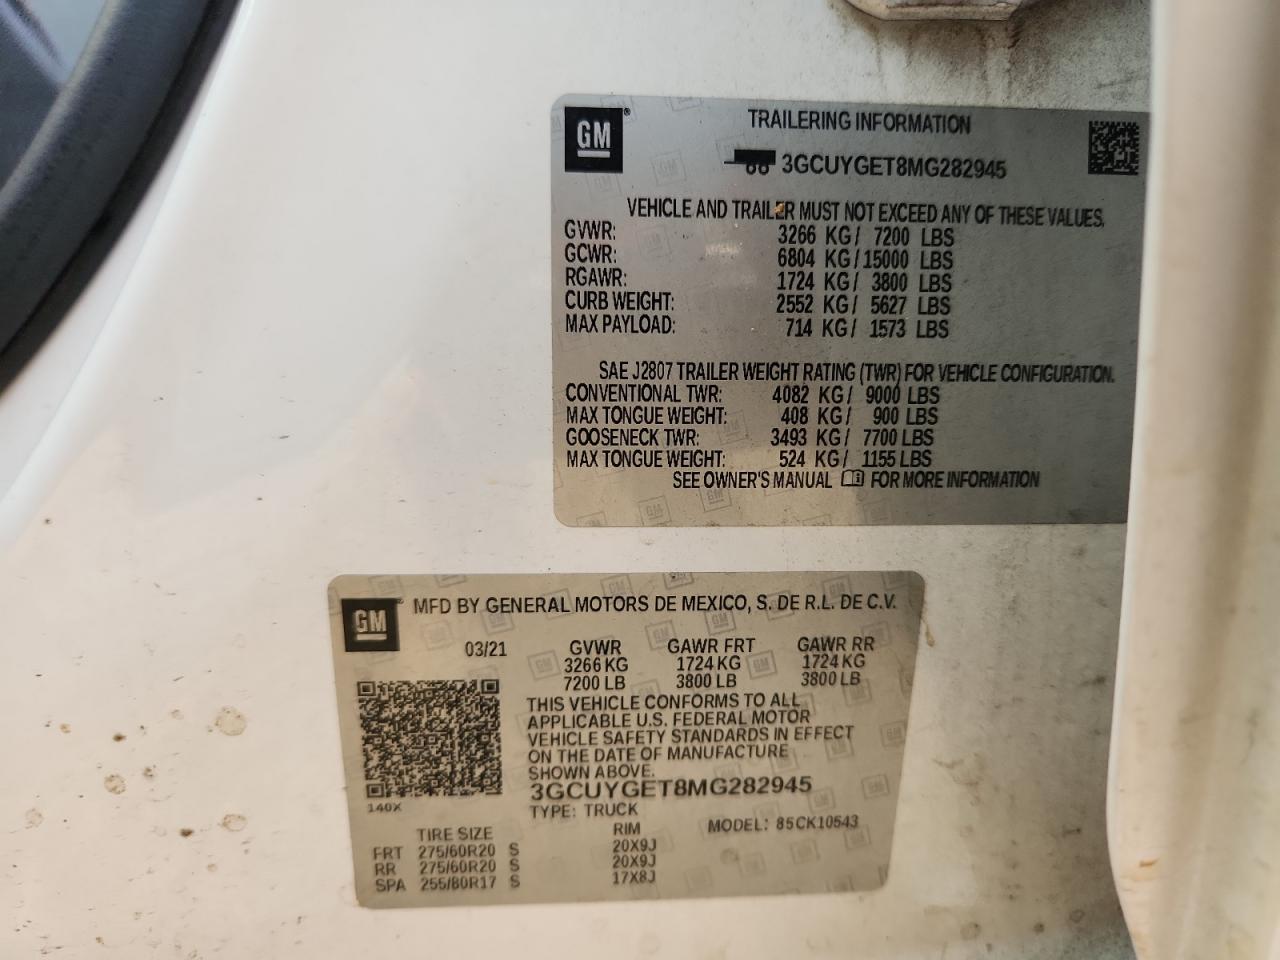 GM
TRAILERING INFORMATION
3GCUYGET8MG282945
VEHICLE AND TRAILER MUST NOT EXCEED ANY OF THESE VALUES.
GVWR: 3266 KG / 7200 LBS
GCWR: 6804 KG / 15000 LBS
RGAWR: 1724 KG / 3800 LBS
CURB WEIGHT: 2552 KG / 5627 LBS
MAX PAYLOAD: 714 KG / 1573 LBS
SAE J2807 TRAILER WEIGHT RATING (TWR) FOR VEHICLE CONFIGURATION.
CONVENTIONAL TWR: 4082 KG / 9000 LBS
MAX TONGUE WEIGHT: 408 KG / 900 LBS
GOOSENECK TWR: 3493 KG / 7700 LBS
MAX TONGUE WEIGHT: 524 KG / 1155 LBS
SEE OWNER'S MANUAL FOR MORE INFORMATION
GM
MFD BY GENERAL MOTORS DE MEXICO, S. DE R.L. DE C.V.
03/21 GVWR GAWR FRT GAWR RR
3266 KG 1724 KG 1724 KG
7200 LB 3800 LB 3800 LB
THIS VEHICLE CONFORMS TO ALL
APPLICABLE U.S. FEDERAL MOTOR
VEHICLE SAFETY STANDARDS IN EFFECT
ON THE DATE OF MANUFACTURE
SHOWN ABOVE.
3GCUYGET8MG282945
140X
TYPE: TRUCK
MODEL: 85CK10543
TIRE SIZE RIM
FRT 275/60R20 S 20X9J
RR 275/60R20 S 20X9J
SPA 255/80R17 S 17X8J